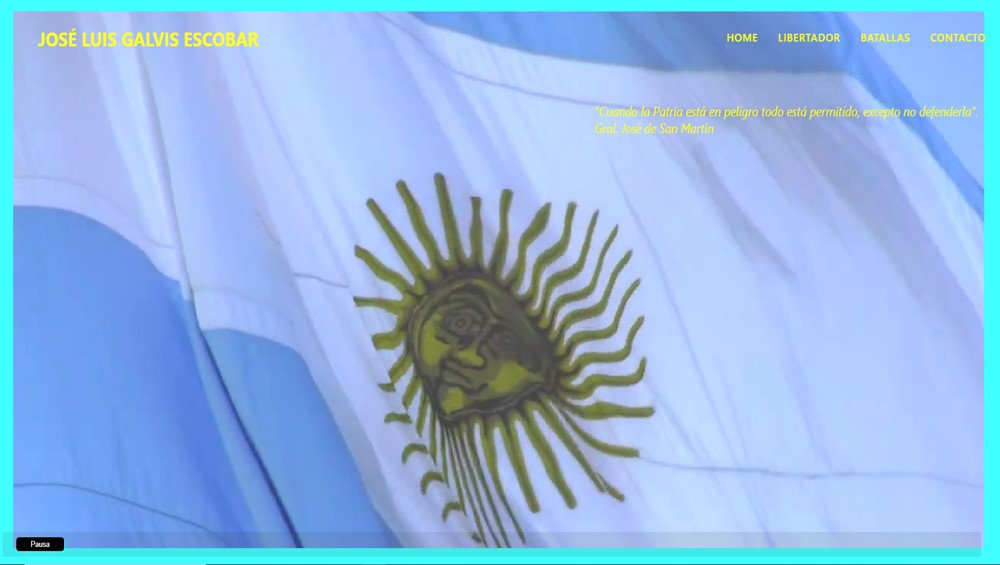 JOSÉ LUIS GALVIS ESCOBAR
HOME LIBERTADOR BATALLAS CONTACTO
"Cuando la Patria está en peligro todo está permitido, excepto no defenderla".
Gral. José de San Martín
Pausa